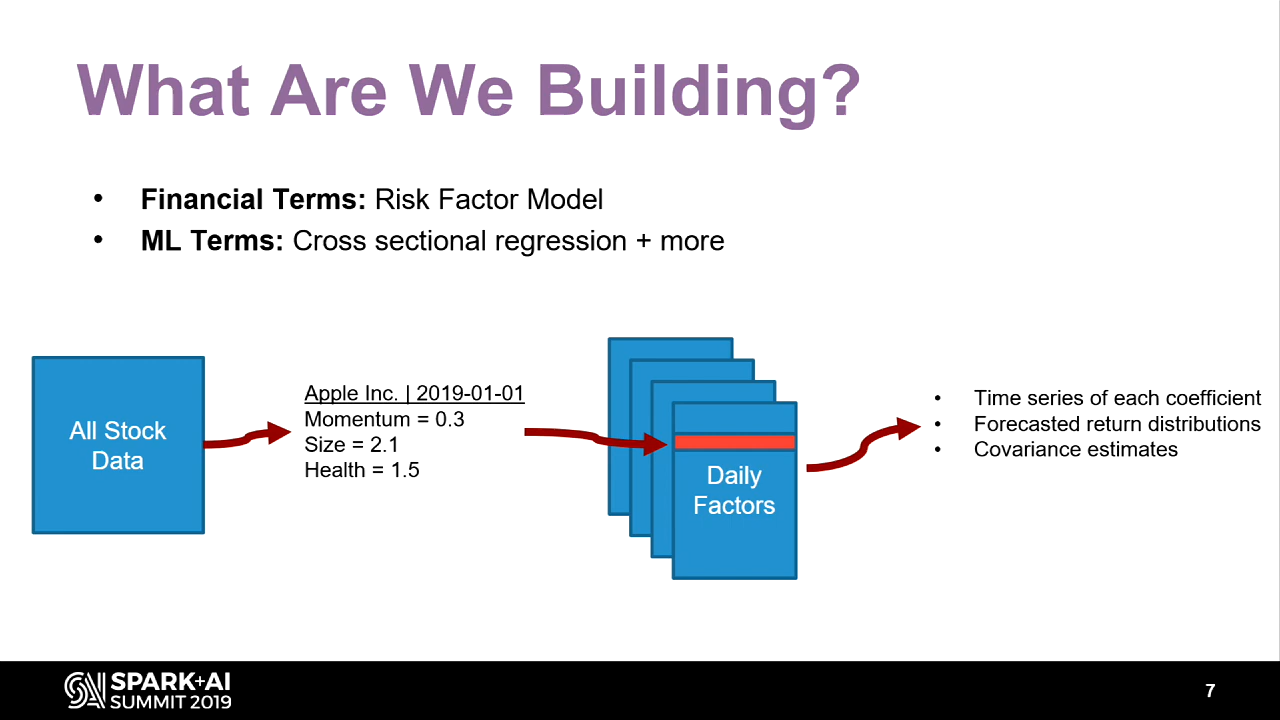 What Are We Building?
• Financial Terms: Risk Factor Model
• ML Terms: Cross sectional regression + more
All Stock
Data
Apple Inc. | 2019-01-01
Momentum = 0.3
Size = 2.1
Health = 1.5
Daily
Factors
• Time series of each coefficient
• Forecasted return distributions
• Covariance estimates
SPARK+AI
SUMMIT 2019
7